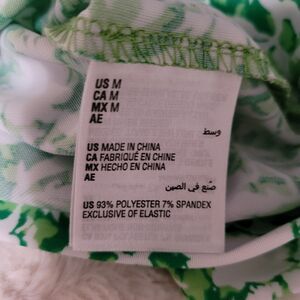 US M
CA M
MX M
AE
وسط
US MADE IN CHINA
CA FABRIQUÉ EN CHINE
MX HECHO EN CHINA
AE
صنع في الصين
US 93% POLYESTER 7% SPANDEX
EXCLUSIVE OF ELASTIC